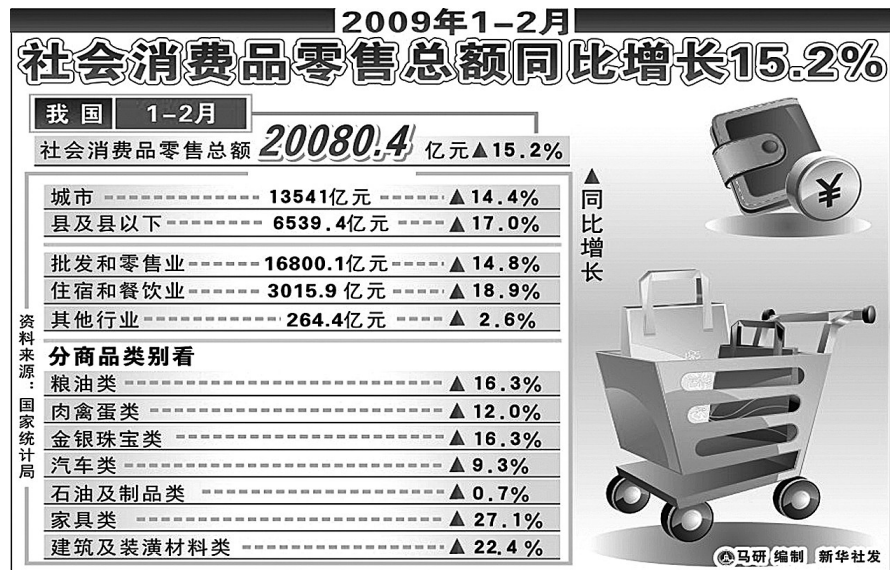 2009年1-2月
社会消费品零售总额同比增长15.2%
我国 1-2月
社会消费品零售总额 20080.4 亿元▲15.2%
城市 13541亿元 ▲14.4%
县及县以下 6539.4亿元 ▲17.0%
批发和零售业 16800.1亿元 ▲14.8%
住宿和餐饮业 3015.9亿元 ▲18.9%
其他行业 264.4亿元 ▲2.6%
分商品类别看
粮油类 ▲16.3%
肉禽蛋类 ▲12.0%
金银珠宝类 ▲16.3%
汽车类 ▲9.3%
石油及制品类 ▲0.7%
家具类 ▲27.1%
建筑及装潢材料类 ▲22.4%
▲同比增长
¥
资料来源：国家统计局
马研 编制 新华社发